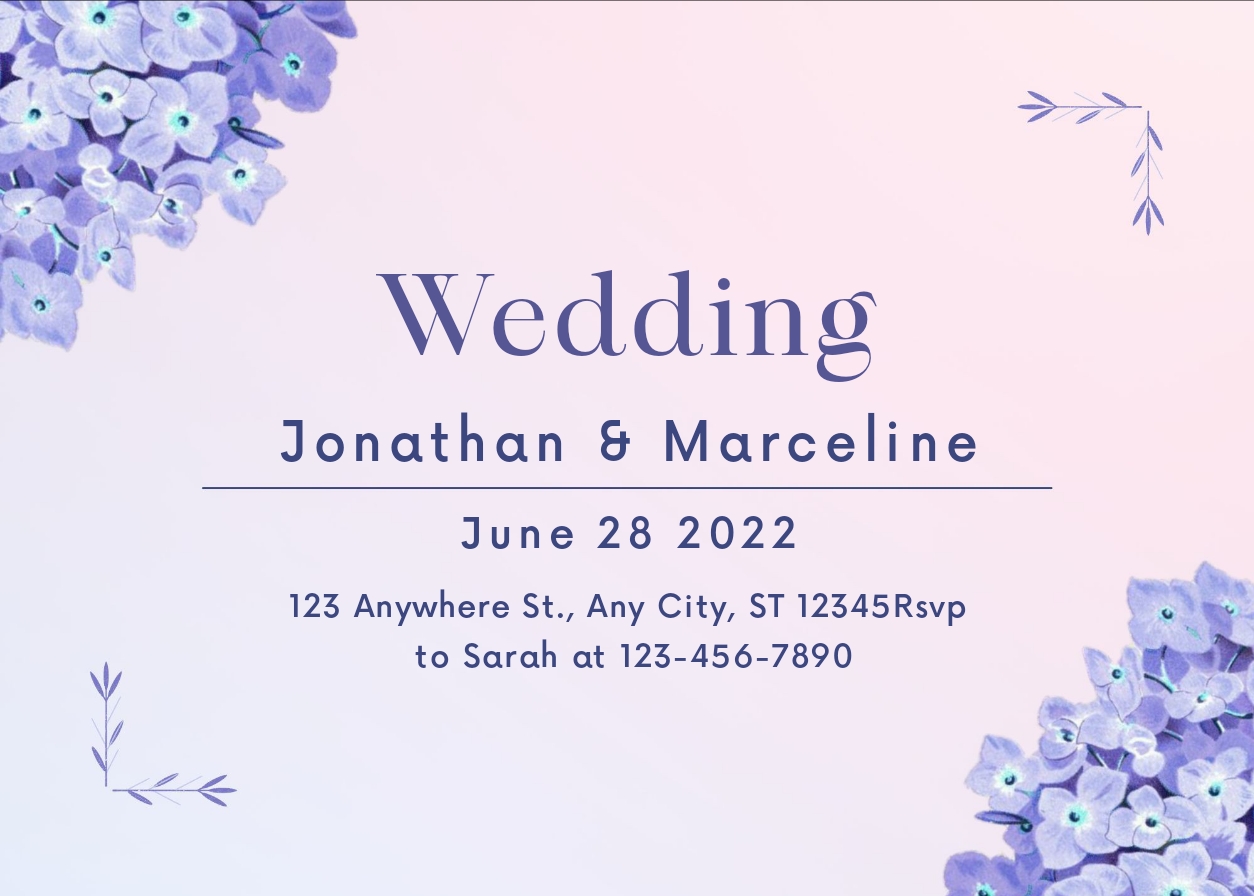 Wedding
Jonathan & Marceline
June 28 2022
123 Anywhere St., Any City, ST 12345Rsvp
to Sarah at 123-456-7890